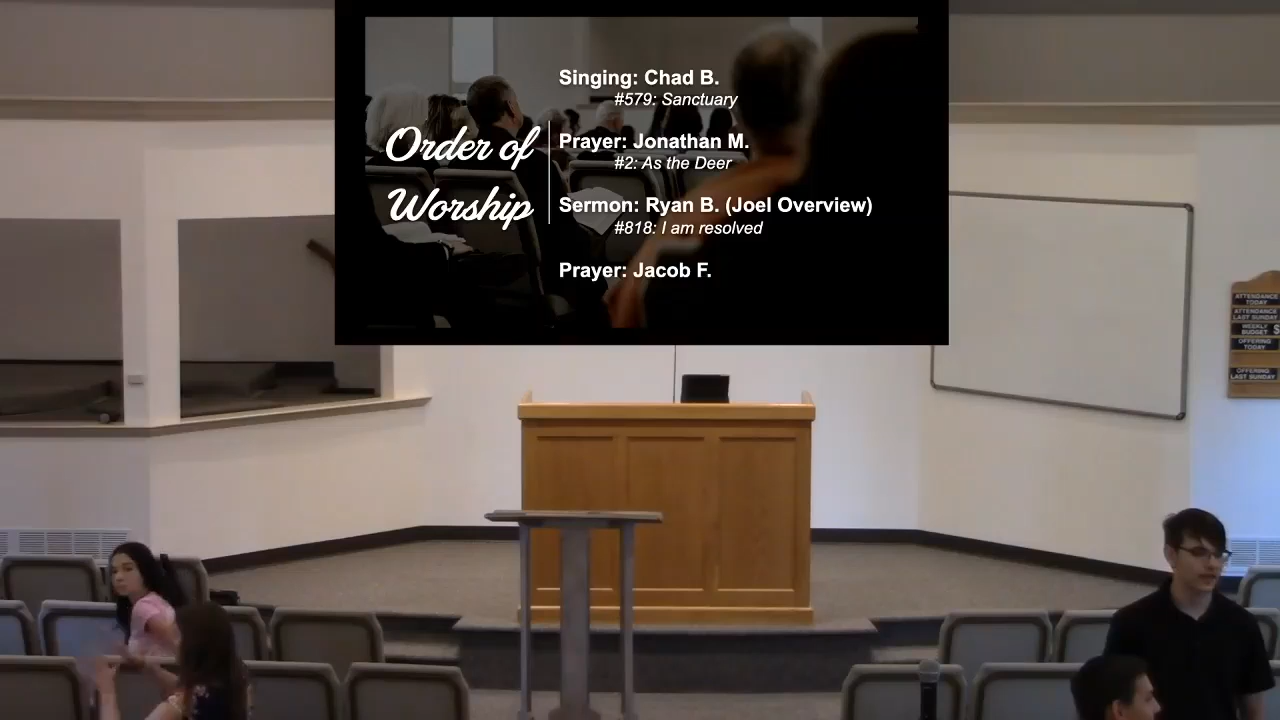 Order of
Worship
Singing: Chad B.
#579: Sanctuary
Prayer: Jonathan M.
#2: As the Deer
Sermon: Ryan B. (Joel Overview)
#818: I am resolved
Prayer: Jacob F.
ATTENDANCE
TODAY
ATTENDANCE
LAST SUNDAY
WEEKLY
BUDGET $
OFFERING
TODAY
OFFERING
LAST SUNDAY